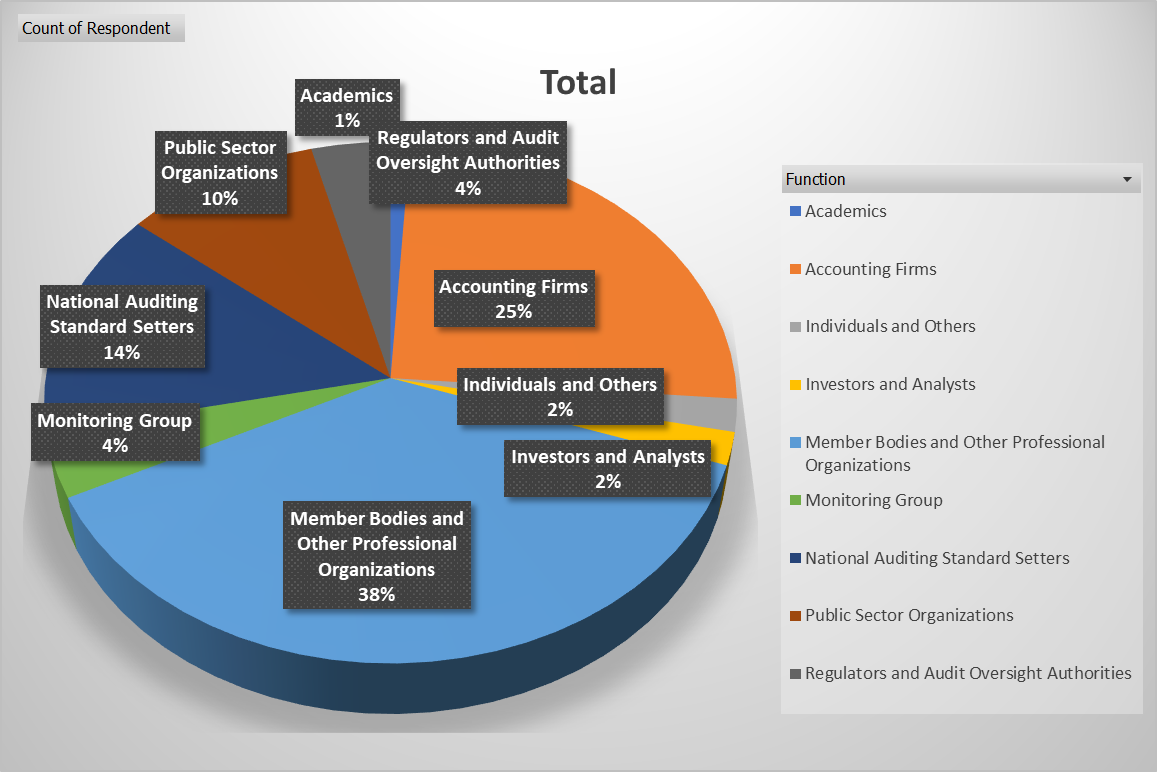 Count of Respondent
Total
Academics
1%
Regulators and Audit
Oversight Authorities
4%
Public Sector
Organizations
10%
Accounting Firms
25%
National Auditing
Standard Setters
14%
Individuals and Others
2%
Monitoring Group
4%
Investors and Analysts
2%
Member Bodies and
Other Professional
Organizations
38%
Function
Academics
Accounting Firms
Individuals and Others
Investors and Analysts
Member Bodies and Other Professional
Organizations
Monitoring Group
National Auditing Standard Setters
Public Sector Organizations
Regulators and Audit Oversight Authorities